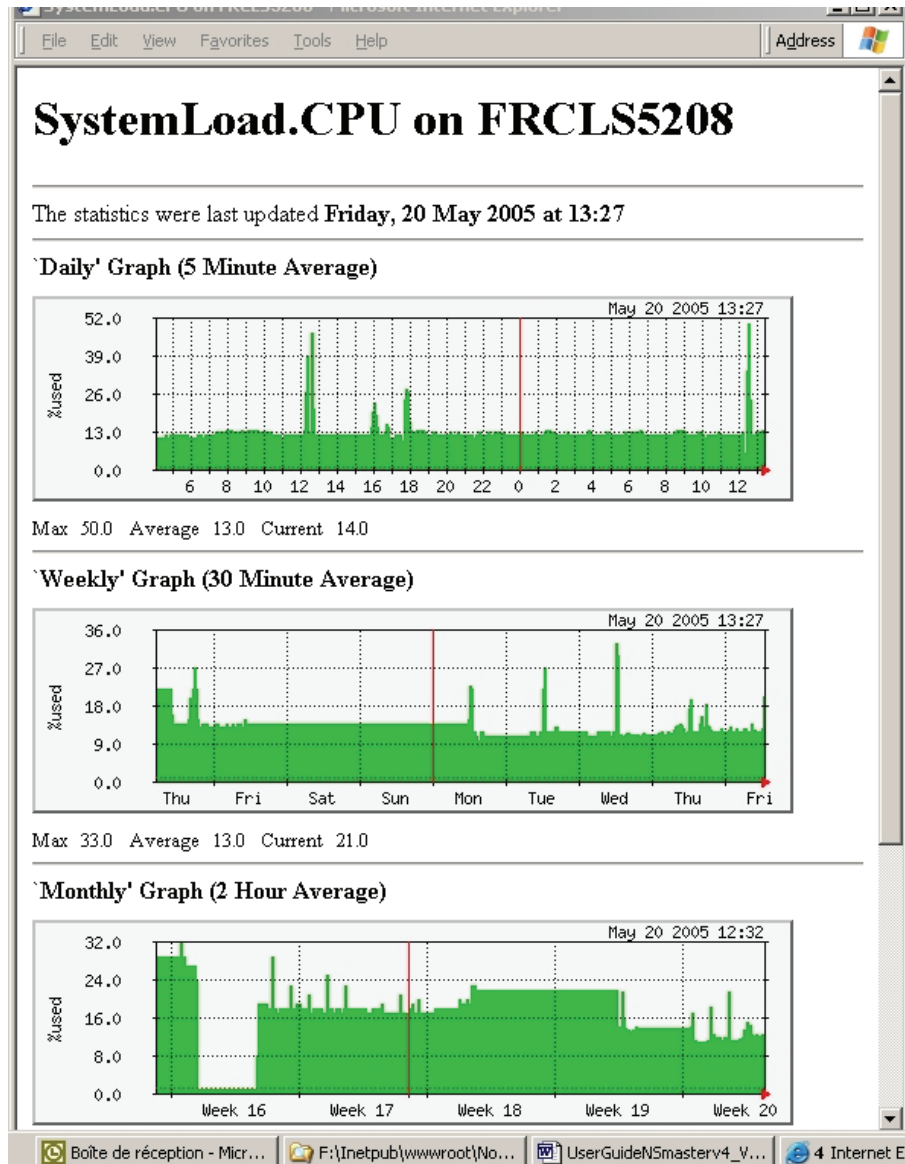 SystemLoad.CPU on FRCLS5208 - Microsoft Internet Explorer
File Edit View Favorites Tools Help Address
SystemLoad.CPU on FRCLS5208
The statistics were last updated Friday, 20 May 2005 at 13:27
`Daily' Graph (5 Minute Average)
May 20 2005 13:27
52.0
39.0
26.0
13.0
0.0
%used
6 8 10 12 14 16 18 20 22 0 2 4 6 8 10 12
Max 50.0 Average 13.0 Current 14.0
`Weekly' Graph (30 Minute Average)
May 20 2005 13:27
36.0
27.0
18.0
9.0
0.0
%used
Thu Fri Sat Sun Mon Tue Wed Thu Fri
Max 33.0 Average 13.0 Current 21.0
`Monthly' Graph (2 Hour Average)
May 20 2005 12:32
32.0
24.0
16.0
8.0
0.0
%used
Week 16 Week 17 Week 18 Week 19 Week 20
Boîte de réception - Micr... F:\Inetpub\wwwroot\No... UserGuideNSmasterv4_V... 4 Internet E